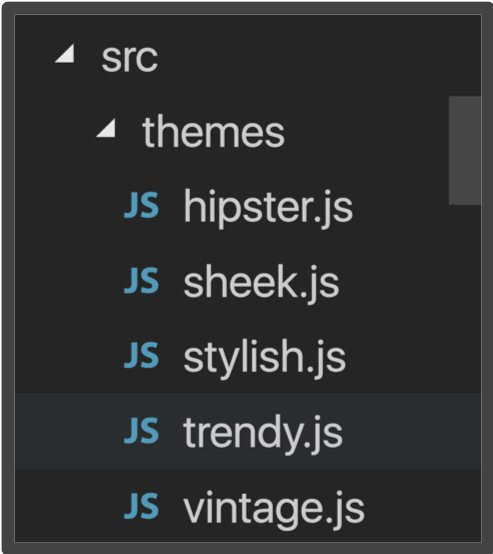 src
themes
JS hipster.js
JS sheek.js
JS stylish.js
JS trendy.js
JS vintage.js